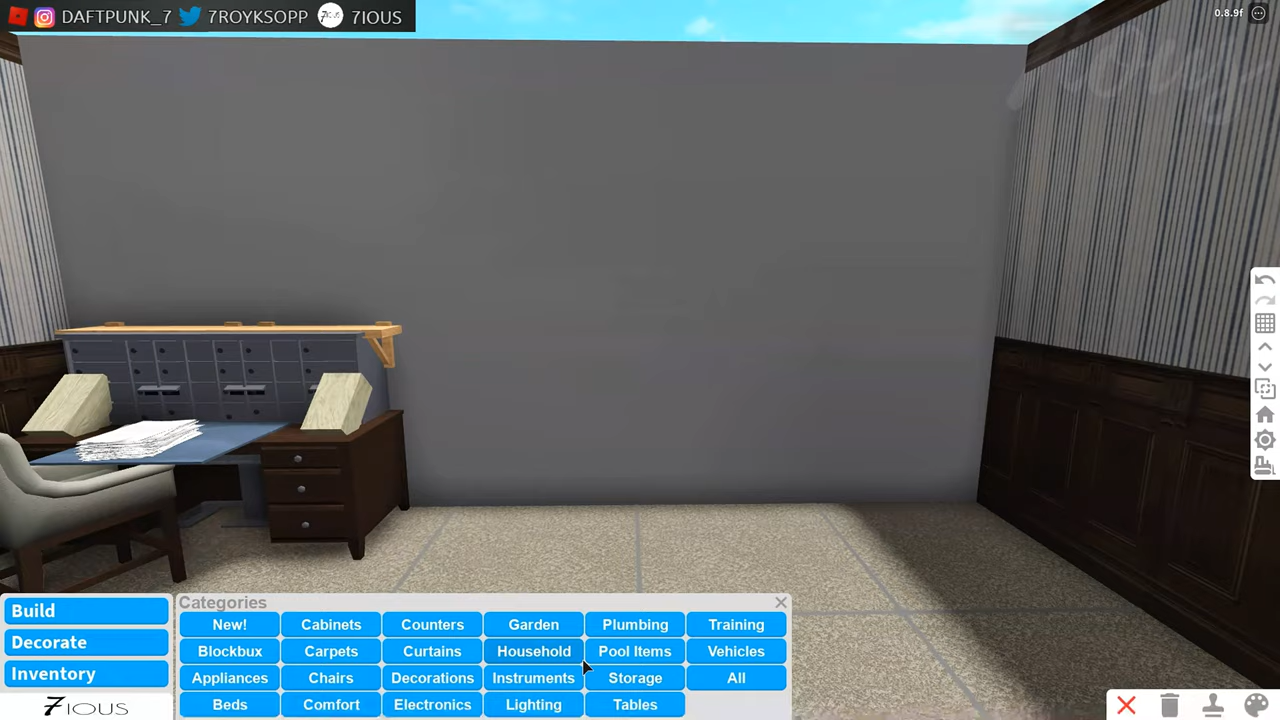 DAFTPUNK_7 7ROYKSOPP 7IOUS
0.8.9f
Build
Decorate
Inventory
7IOUS
Categories
New! Cabinets Counters Garden Plumbing Training
Blockbux Carpets Curtains Household Pool Items Vehicles
Appliances Chairs Decorations Instruments Storage All
Beds Comfort Electronics Lighting Tables